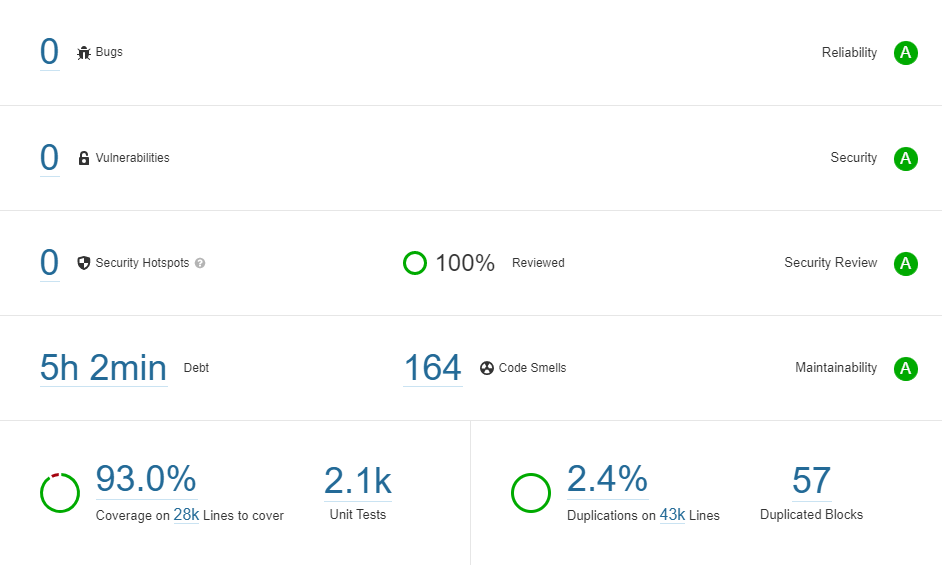 0 Bugs Reliability A
0 Vulnerabilities Security A
0 Security Hotspots ? 100% Reviewed Security Review A
5h 2min Debt 164 Code Smells Maintainability A
93.0% 2.1k 2.4% 57
Coverage on 28k Lines to cover Unit Tests Duplications on 43k Lines Duplicated Blocks